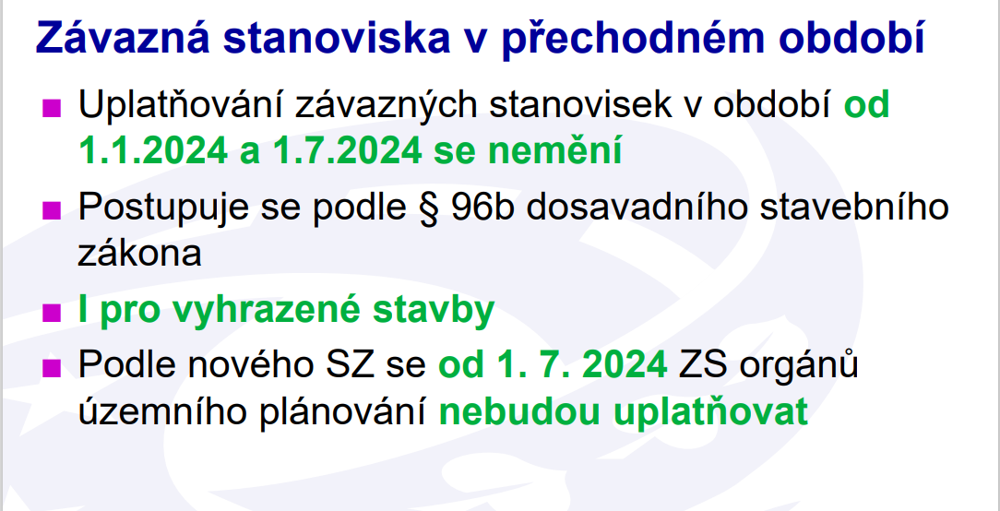 Závazná stanoviska v přechodném období
Uplatňování závazných stanovisek v období od
1.1.2024 a 1.7.2024 se nemění
Postupuje se podle § 96b dosavadního stavebního
zákona
I pro vyhrazené stavby
Podle nového SZ se od 1. 7. 2024 ZS orgánů
územního plánování nebudou uplatňovat